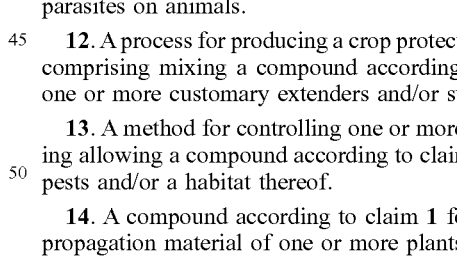 parasites on animals.
45 12. A process for producing a crop protec
comprising mixing a compound according
one or more customary extenders and/or s
13. A method for controlling one or more
ing allowing a compound according to clai
50 pests and/or a habitat thereof.
14. A compound according to claim 1 f
propagation material of one or more plants